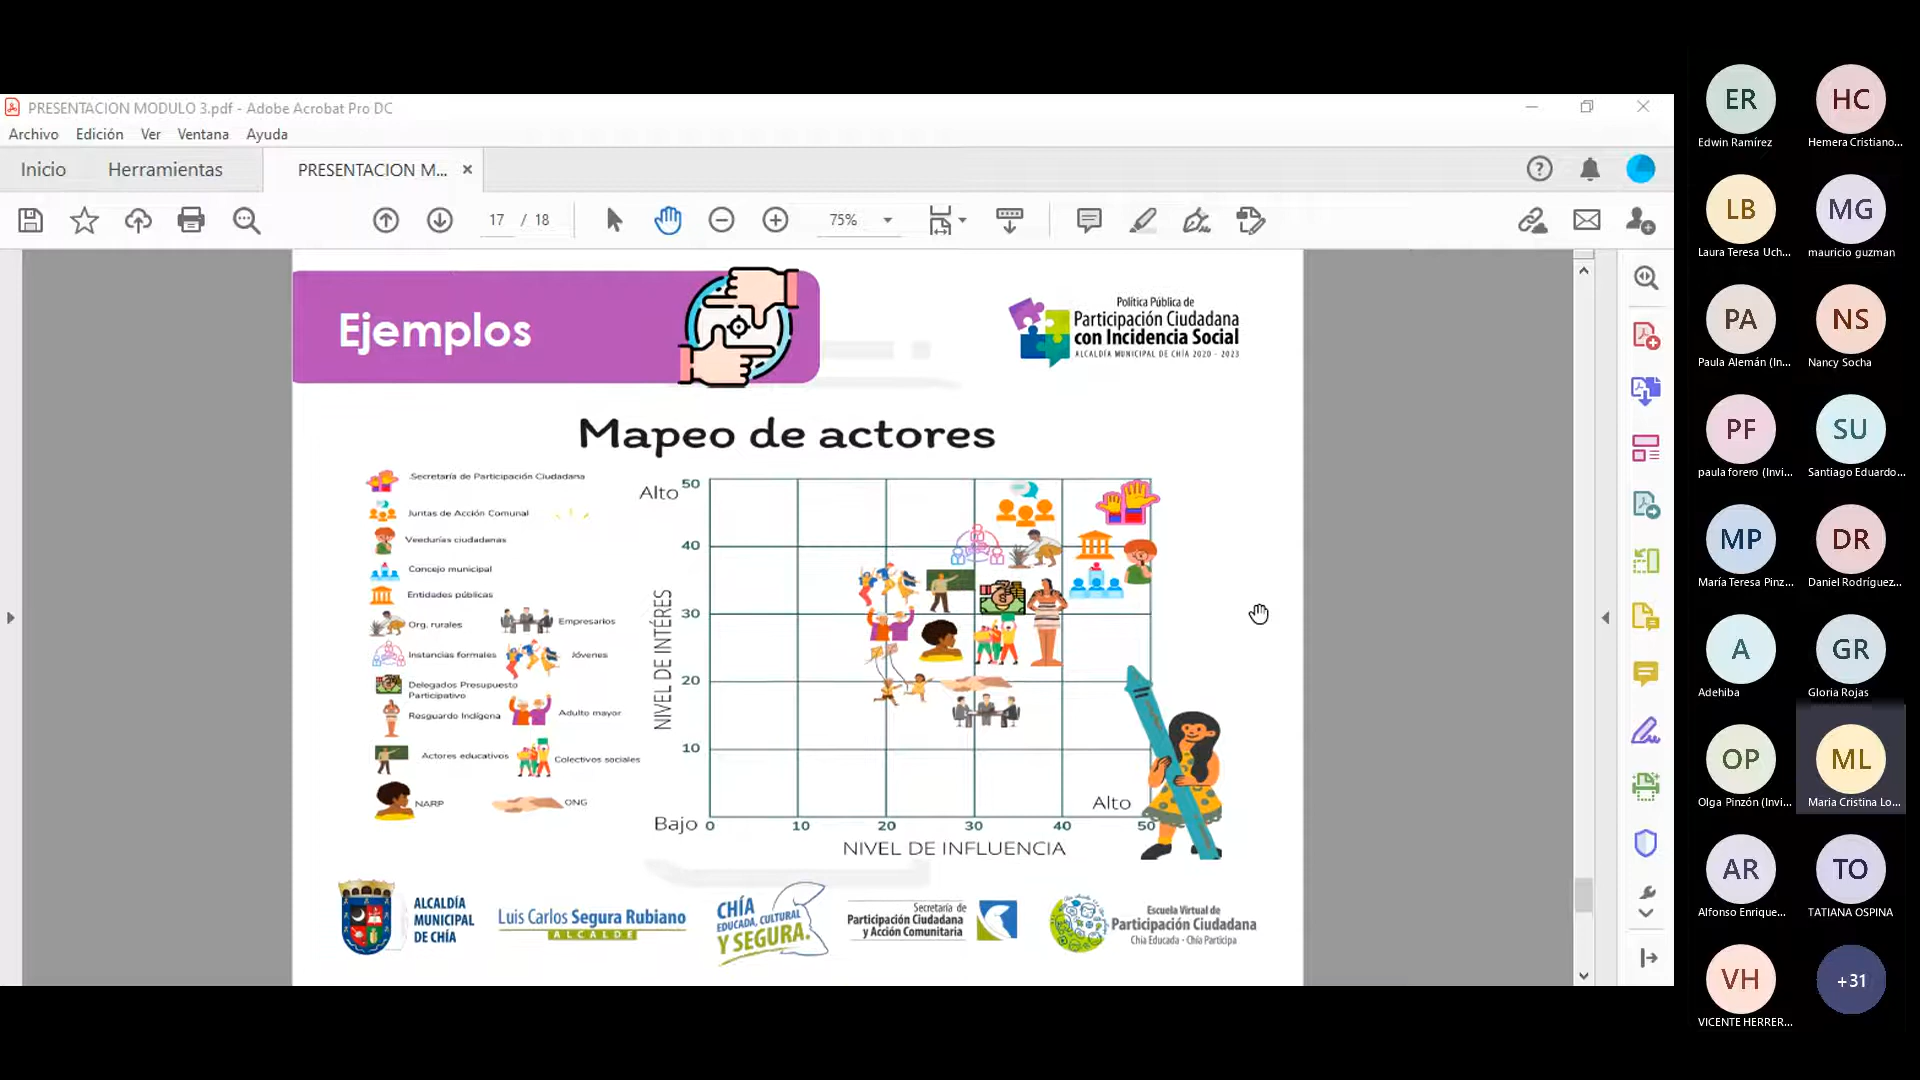 PRESENTACION MODULO 3.pdf - Adobe Acrobat Pro DC
Archivo Edición Ver Ventana Ayuda
Inicio Herramientas PRESENTACION M... ×
17 / 18 75%
Ejemplos
Política Pública de
Participación Ciudadana
con Incidencia Social
ALCALDÍA MUNICIPAL DE CHÍA 2020 - 2023
Mapeo de actores
Secretaría de Participación Ciudadana
Juntas de Acción Comunal
Veedurías ciudadanas
Concejo municipal
Entidades públicas
Org. rurales
Empresarios
Instancias formales
Jóvenes
Delegados Presupuesto
Participativo
Resguardo Indígena
Adulto mayor
Actores educativos
Colectivos sociales
NARP
ONG
NIVEL DE INTÉRES
Alto 50
40
30
20
10
Bajo 0 10 20 30 40 50
Alto
NIVEL DE INFLUENCIA
ALCALDÍA
MUNICIPAL
DE CHÍA
Luis Carlos Segura Rubiano
ALCALDE
CHÍA
EDUCADA, CULTURAL
Y SEGURA.
Secretaría de
Participación Ciudadana
y Acción Comunitaria
Escuela Virtual de
Participación Ciudadana
Chía Educada - Chía Participa
ER HC
Edwin Ramírez Hemera Cristiano...
LB MG
Laura Teresa Uch... mauricio guzman
PA NS
Paula Alemán (In... Nancy Socha
PF SU
paula forero (Invi... Santiago Eduardo...
MP DR
María Teresa Pinz... Daniel Rodríguez...
A GR
Adehiba Gloria Rojas
OP ML
Olga Pinzón (Invi... Maria Cristina Lo...
AR TO
Alfonso Enrique... TATIANA OSPINA
VH +31
VICENTE HERRER...